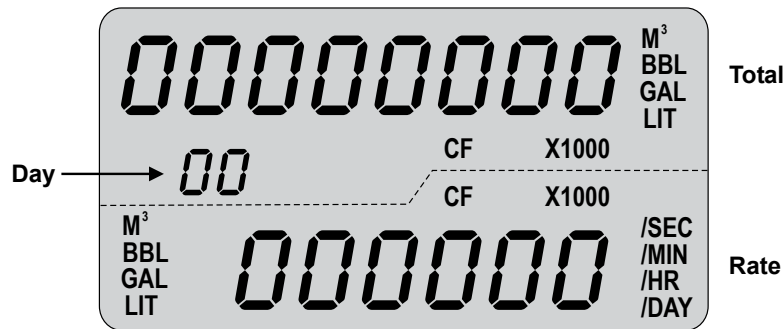 00000000
M³
BBL
GAL
LIT
Total
CF X1000
Day
00
CF X1000
M³
BBL
GAL
LIT
000000
/SEC
/MIN
/HR
/DAY
Rate